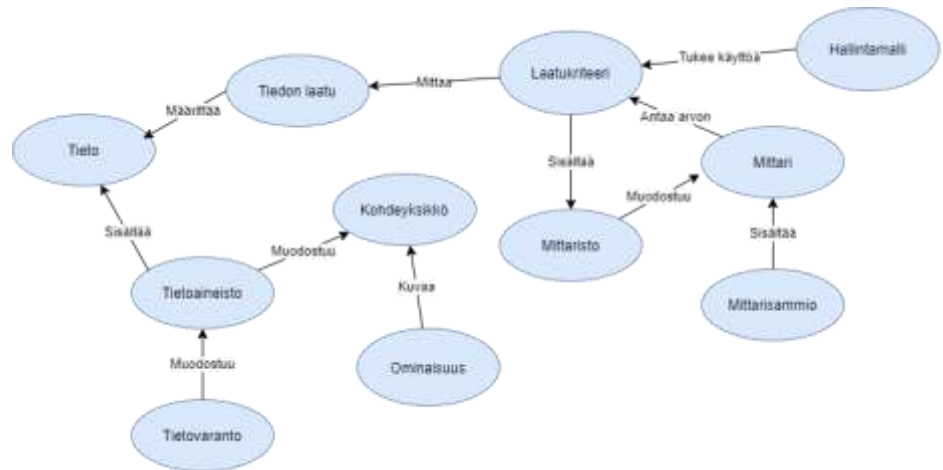 Hallintamalli
Tukee käyttöä
Laatukriteeri
Mittaa
Tiedon laatu
Määrittää
Tieto
Antaa arvon
Mittari
Sisältää
Muodostuu
Mittaristo
Sisältää
Mittarisammio
Sisältää
Kohdeyksikkö
Muodostuu
Tietoaineisto
Kuvaa
Ominaisuus
Muodostuu
Tietovaranto